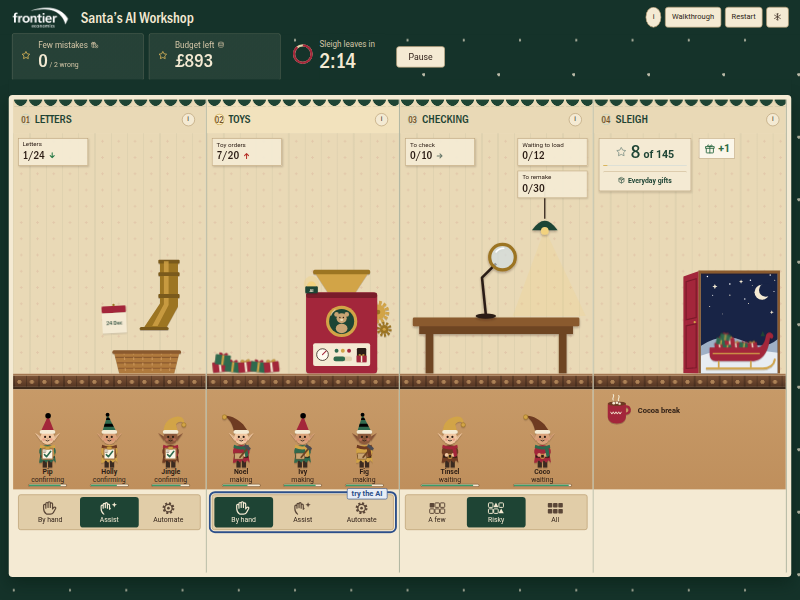 frontier
economics
Santa's AI Workshop
i
Walkthrough
Restart
Few mistakes
0 / 2 wrong
Budget left
£893
Sleigh leaves in
2:14
Pause
01 LETTERS
i
02 TOYS
i
03 CHECKING
i
04 SLEIGH
i
Letters
1/24
Toy orders
7/20
To check
0/10
Waiting to load
0/12
To remake
0/30
8 of 145
Everyday gifts
+1
24 Dec
Pip
confirming
Holly
confirming
Jingle
confirming
Noel
making
Ivy
making
Fig
making
Tinsel
waiting
Coco
waiting
Cocoa break
try the AI
By hand
Assist
Automate
By hand
Assist
Automate
A few
Risky
All